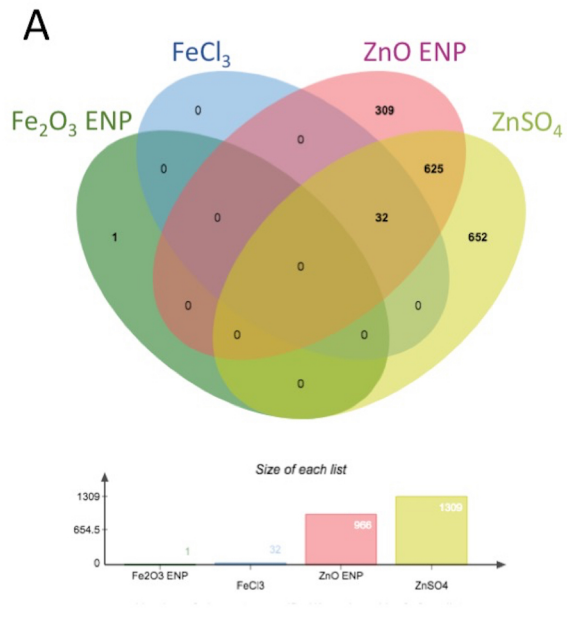 A
FeCl₃
ZnO ENP
Fe₂O₃ ENP
ZnSO₄
0
309
0
0
625
1
0
32
652
0
0
0
0
0
0
Size of each list
1309
654.5
0
1
32
966
1309
Fe2O3 ENP
FeCl3
ZnO ENP
ZnSO4